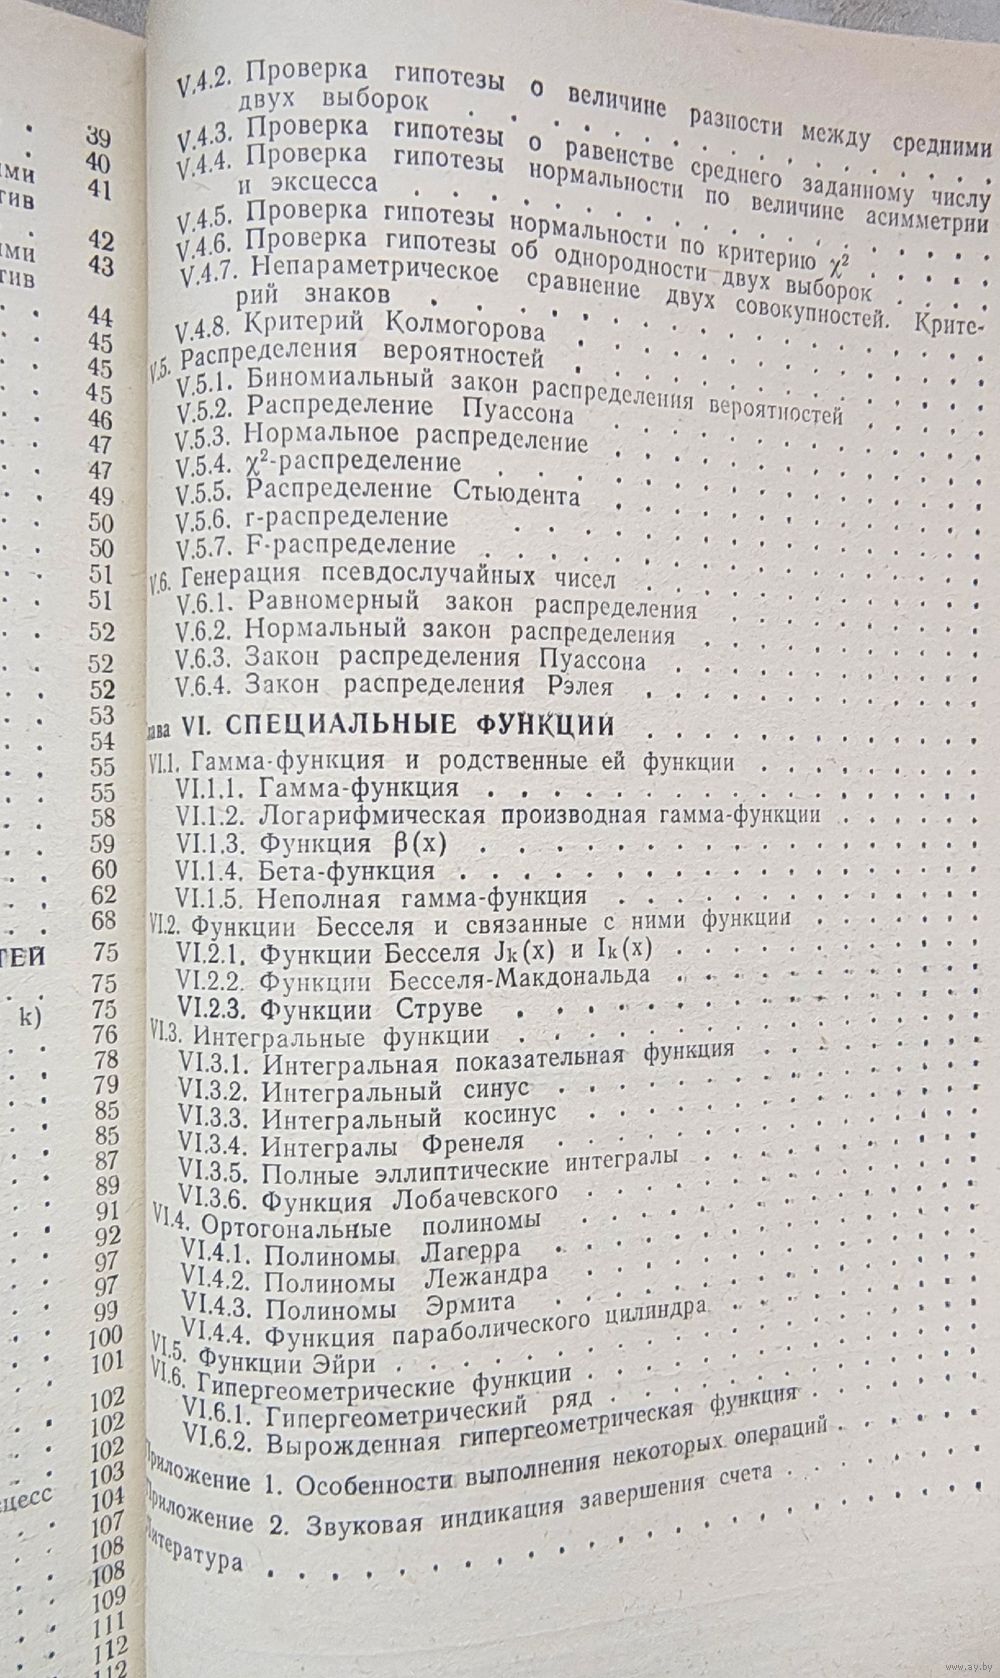 39
40
ми 41
тив
42
ми 43
тив
44
45
45
45
46
47
47
49
50
50
51
51
52
52
52
53
54
55
55
58
59
60
62
68
ТЕЙ 75
75
k) 75
76
78
79
85
85
87
89
91
92
97
97
99
100
101
102
102
102
103
цесс 104
107
108
108
109
111
112
112
V.4.2. Проверка гипотезы о величине разности между средними
двух выборок . . . . . . . . . . . . . . .
V.4.3. Проверка гипотезы о равенстве среднего заданному числу
V.4.4. Проверка гипотезы нормальности по величине асимметрии
и эксцесса . . . . . . . . . . . . . . .
V.4.5. Проверка гипотезы нормальности по критерию χ² . . . .
V.4.6. Проверка гипотезы об однородности двух выборок . . . .
V.4.7. Непараметрическое сравнение двух совокупностей. Крите-
рий знаков . . . . . . . . . . . . . . .
V.4.8. Критерий Колмогорова . . . . . . . . . . . .
V.5. Распределения вероятностей . . . . . . . . . . . .
V.5.1. Биномиальный закон распределения вероятностей . . . . .
V.5.2. Распределение Пуассона . . . . . . . . . . .
V.5.3. Нормальное распределение . . . . . . . . . . .
V.5.4. χ²-распределение . . . . . . . . . . . . .
V.5.5. Распределение Стьюдента . . . . . . . . . . .
V.5.6. r-распределение . . . . . . . . . . . . .
V.5.7. F-распределение . . . . . . . . . . . . .
V.6. Генерация псевдослучайных чисел . . . . . . . . . .
V.6.1. Равномерный закон распределения . . . . . . . .
V.6.2. Нормальный закон распределения . . . . . . . .
V.6.3. Закон распределения Пуассона . . . . . . . . .
V.6.4. Закон распределения Рэлея . . . . . . . . . .
лава VI. СПЕЦИАЛЬНЫЕ ФУНКЦИИ . . . . . . . . . .
VI.1. Гамма-функция и родственные ей функции . . . . . . .
VI.1.1. Гамма-функция . . . . . . . . . . . . . .
VI.1.2. Логарифмическая производная гамма-функции . . . . .
VI.1.3. Функция β(x) . . . . . . . . . . . . . .
VI.1.4. Бета-функция . . . . . . . . . . . . . .
VI.1.5. Неполная гамма-функция . . . . . . . . . . .
VI.2. Функции Бесселя и связанные с ними функции . . . . . .
VI.2.1. Функции Бесселя Jk(x) и Ik(x) . . . . . . . . .
VI.2.2. Функции Бесселя-Макдональда . . . . . . . . .
VI.2.3. Функции Струве . . . . . . . . . . . . .
VI.3. Интегральные функции . . . . . . . . . . . . .
VI.3.1. Интегральная показательная функция . . . . . . .
VI.3.2. Интегральный синус . . . . . . . . . . . .
VI.3.3. Интегральный косинус . . . . . . . . . . .
VI.3.4. Интегралы Френеля . . . . . . . . . . . .
VI.3.5. Полные эллиптические интегралы . . . . . . . .
VI.3.6. Функция Лобачевского . . . . . . . . . . .
VI.4. Ортогональные полиномы . . . . . . . . . . . .
VI.4.1. Полиномы Лагерра . . . . . . . . . . . .
VI.4.2. Полиномы Лежандра . . . . . . . . . . . .
VI.4.3. Полиномы Эрмита . . . . . . . . . . . . .
VI.4.4. Функция параболического цилиндра . . . . . . . .
VI.5. Функции Эйри . . . . . . . . . . . . . . .
VI.6. Гипергеометрические функции . . . . . . . . . . .
VI.6.1. Гипергеометрический ряд . . . . . . . . . . .
VI.6.2. Вырожденная гипергеометрическая функция . . . . . .
Приложение 1. Особенности выполнения некоторых операций . . . . .
Приложение 2. Звуковая индикация завершения счета . . . . . .
Литература . . . . . . . . . . . . . . . .
www.ay.by